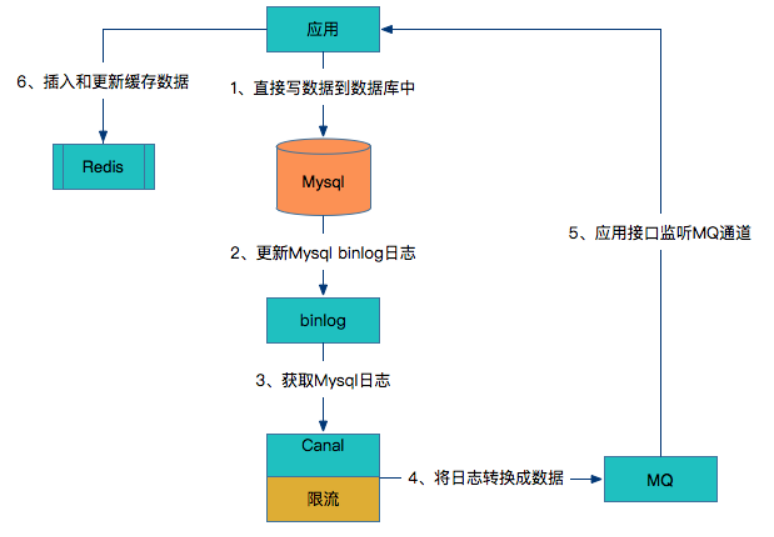 应用
6、插入和更新缓存数据
1、直接写数据到数据库中
Redis
Mysql
5、应用接口监听MQ通道
2、更新Mysql binlog日志
binlog
3、获取Mysql日志
Canal
4、将日志转换成数据
MQ
限流